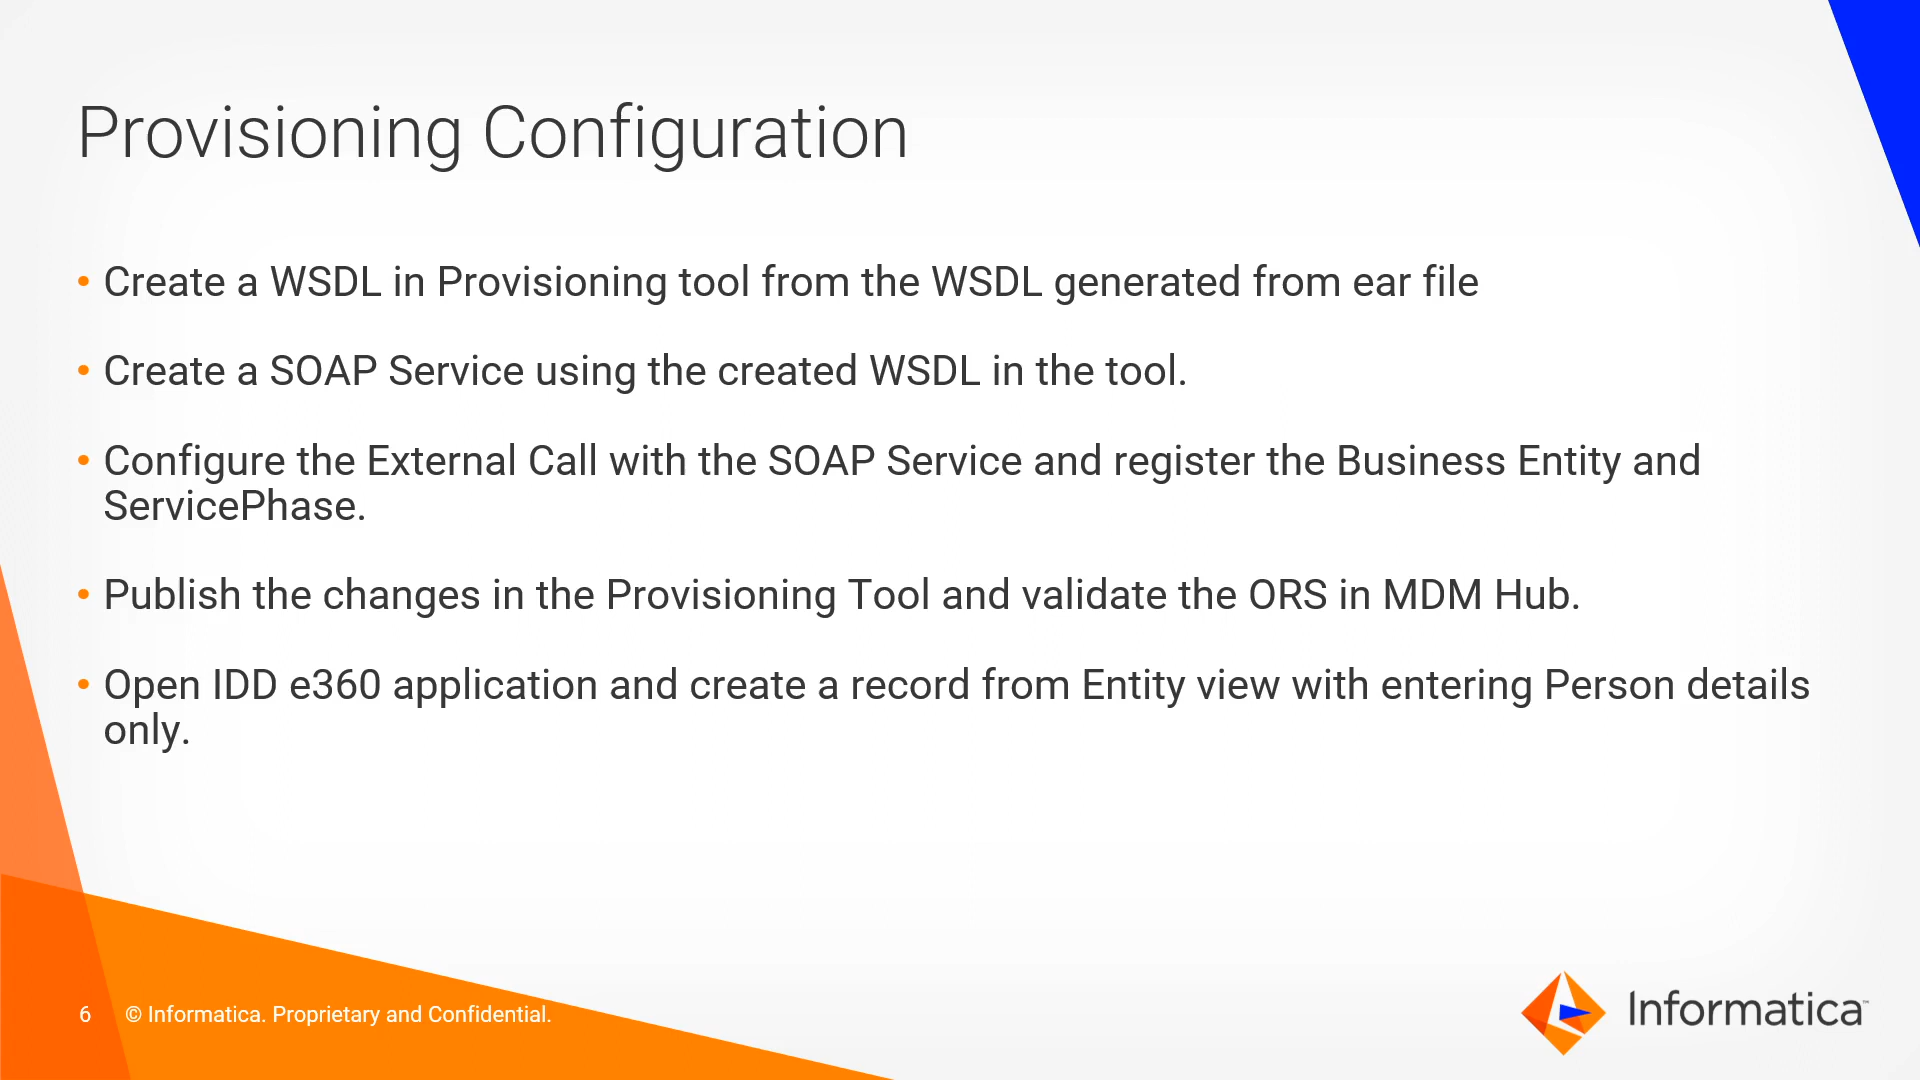 Provisioning Configuration
• Create a WSDL in Provisioning tool from the WSDL generated from ear file
• Create a SOAP Service using the created WSDL in the tool.
• Configure the External Call with the SOAP Service and register the Business Entity and
ServicePhase.
• Publish the changes in the Provisioning Tool and validate the ORS in MDM Hub.
• Open IDD e360 application and create a record from Entity view with entering Person details
only.
6 © Informatica. Proprietary and Confidential.
Informatica™